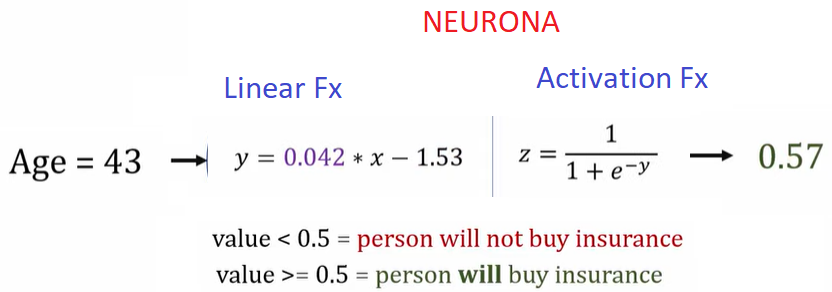 NEURONA
Linear Fx
Activation Fx
Age = 43 → y = 0.042 * x − 1.53 z = 1 / (1 + e^−y) → 0.57
value < 0.5 = person will not buy insurance
value >= 0.5 = person will buy insurance